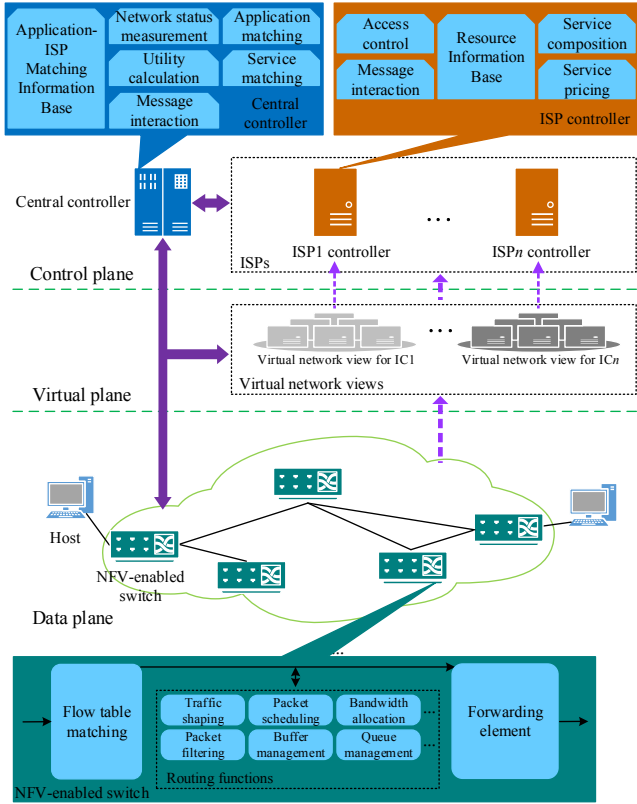 Application-
ISP
Matching
Information
Base
Network status
measurement
Application
matching
Utility
calculation
Service
matching
Message
interaction
Central
controller
Access
control
Message
interaction
Resource
Information
Base
Service
composition
Service
pricing
ISP controller
Central controller
ISP1 controller
...
ISPn controller
ISPs
Control plane
...
Virtual network view for IC1
Virtual network view for ICn
Virtual network views
Virtual plane
Host
NFV-enabled
switch
Data plane
...
Flow table
matching
Traffic
shaping
Packet
scheduling
Bandwidth
allocation
...
Packet
filtering
Buffer
management
Queue
management
...
Routing functions
Forwarding
element
NFV-enabled switch